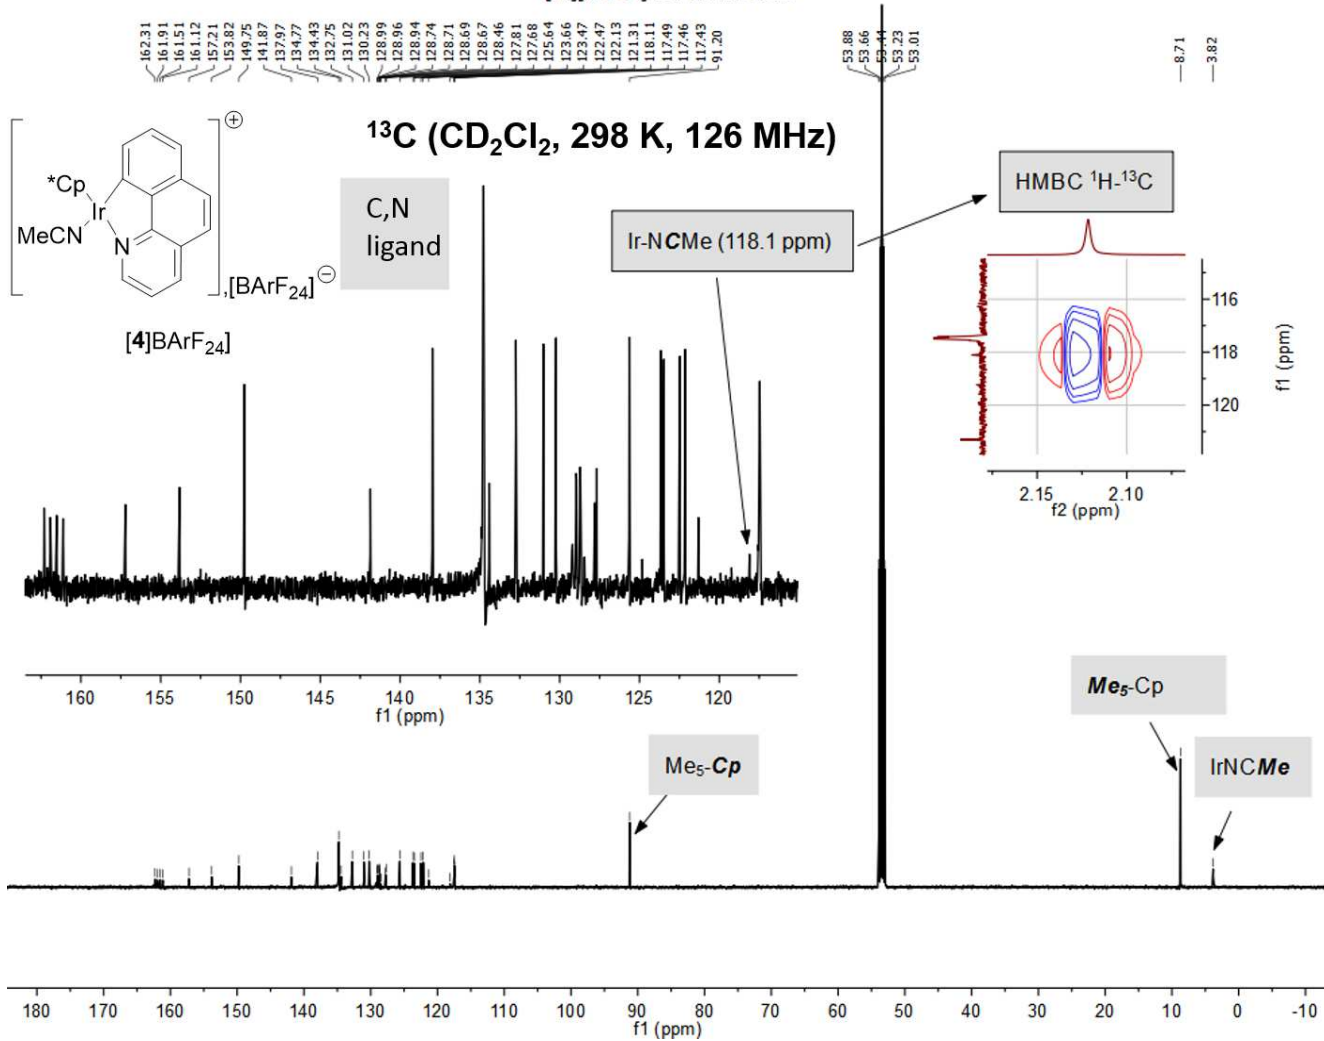 162.31
161.91
161.51
161.12
157.21
153.82
149.75
141.87
137.97
134.77
134.43
132.75
131.02
130.23
128.99
128.96
128.94
128.74
128.71
128.69
128.67
128.46
127.81
127.68
125.64
123.66
123.47
122.47
122.13
121.31
118.11
117.49
117.46
117.43
91.20
53.88
53.66
53.44
53.23
53.01
8.71
3.82
¹³C (CD₂Cl₂, 298 K, 126 MHz)
*Cp
Ir
MeCN
N
⊕
,[BArF₂₄]⊖
[4]BArF₂₄]
C,N
ligand
Ir-NCMe (118.1 ppm)
HMBC ¹H-¹³C
116
118
120
f1 (ppm)
2.15 2.10
f2 (ppm)
160 155 150 145 140 135 130 125 120
f1 (ppm)
Me₅-Cp
Me₅-Cp
IrNCMe
180 170 160 150 140 130 120 110 100 90 80 70 60 50 40 30 20 10 0 -10
f1 (ppm)